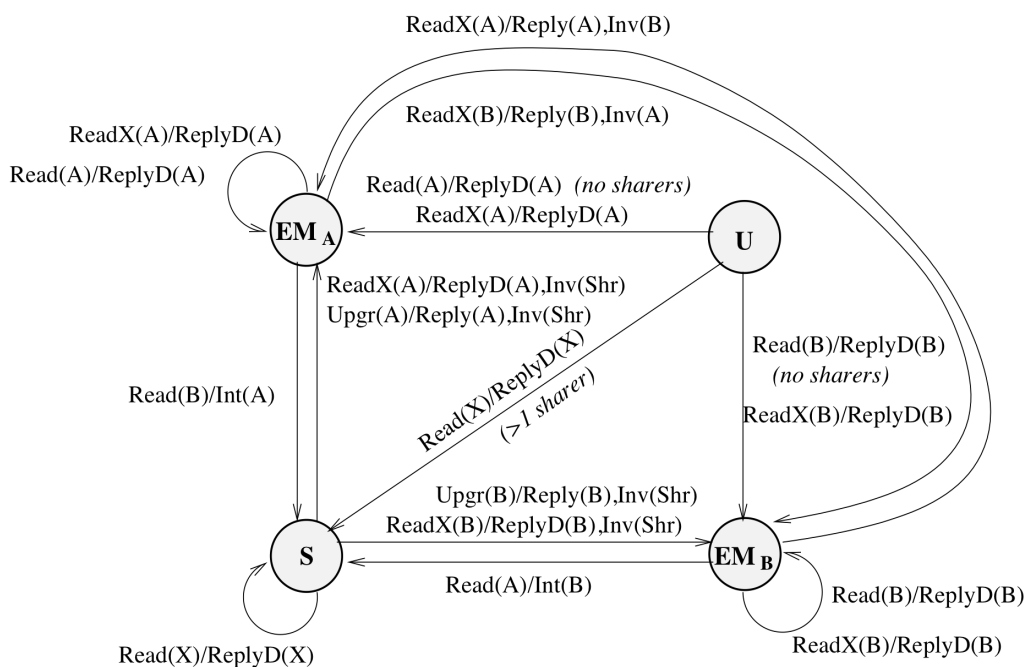 ReadX(A)/Reply(A),Inv(B)
ReadX(B)/Reply(B),Inv(A)
ReadX(A)/ReplyD(A)
Read(A)/ReplyD(A)
Read(A)/ReplyD(A) (no sharers)
ReadX(A)/ReplyD(A)
EM A
U
ReadX(A)/ReplyD(A),Inv(Shr)
Upgr(A)/Reply(A),Inv(Shr)
Read(B)/ReplyD(B)
(no sharers)
ReadX(B)/ReplyD(B)
Read(X)/ReplyD(X)
(>1 sharer)
Read(B)/Int(A)
Upgr(B)/Reply(B),Inv(Shr)
ReadX(B)/ReplyD(B),Inv(Shr)
S
EM B
Read(A)/Int(B)
Read(B)/ReplyD(B)
ReadX(B)/ReplyD(B)
Read(X)/ReplyD(X)